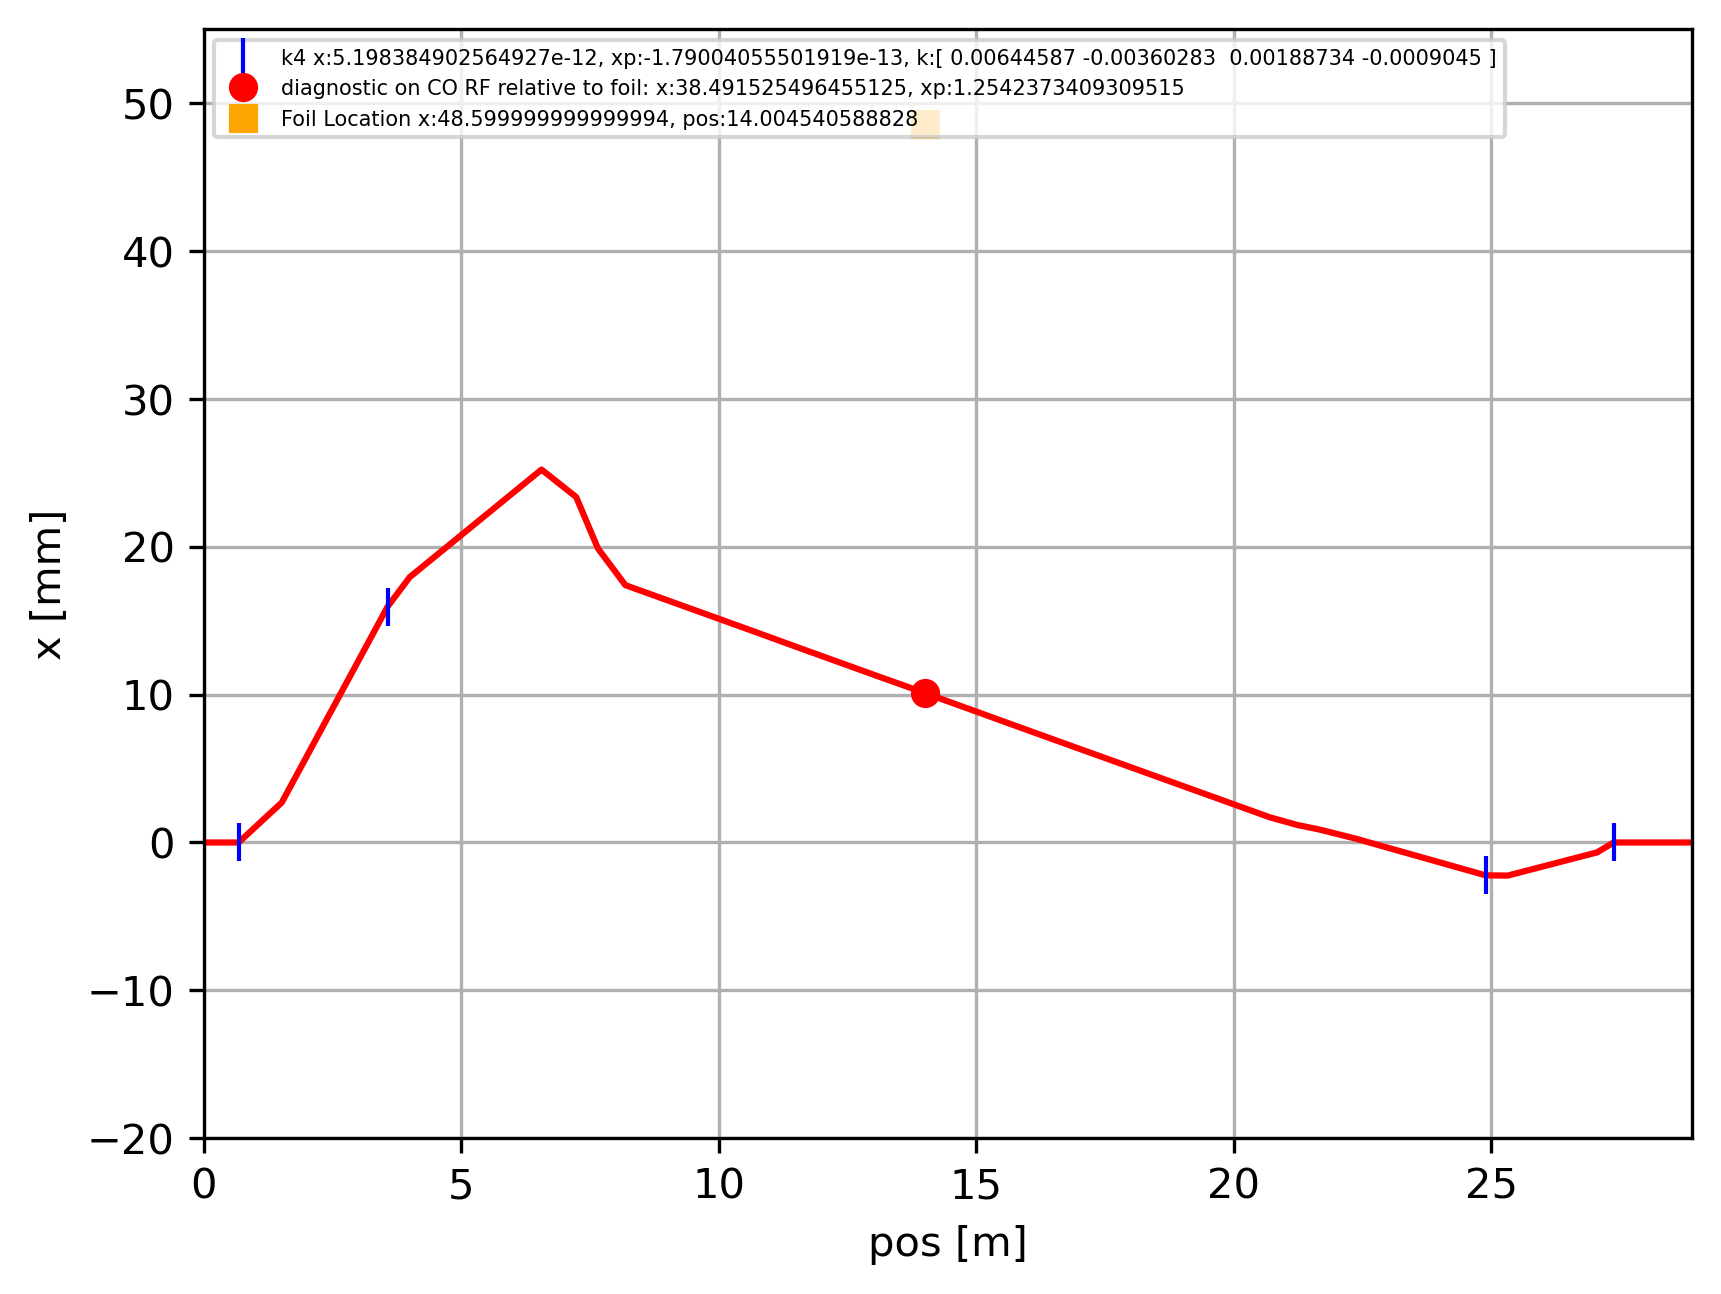 k4 x:5.198384902564927e-12, xp:-1.79004055501919e-13, k:[ 0.00644587 -0.00360283  0.00188734 -0.0009045 ]
diagnostic on CO RF relative to foil: x:38.491525496455125, xp:1.2542373409309515
Foil Location x:48.599999999999994, pos:14.004540588828
50
40
30
20
10
0
−10
−20
x [mm]
0 5 10 15 20 25
pos [m]